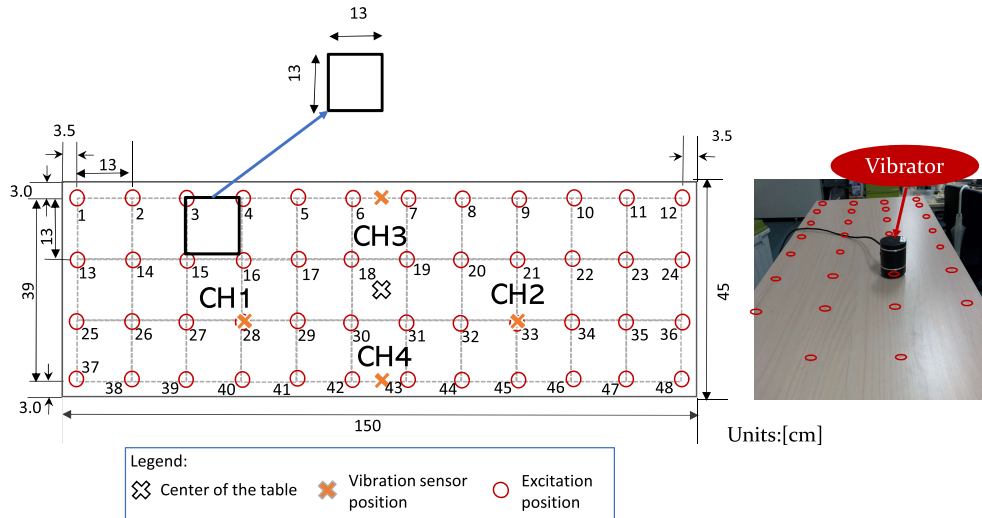 13
13
3.5
3.5
13
Vibrator
3.0
1 2 3 4 5 6 7 8 9 10 11 12
CH3
13
13 14 15 16 17 18 19 20 21 22 23 24
39
45
CH1
CH2
25 26 27 28 29 30 31 32 33 34 35 36
CH4
37 38 39 40 41 42 43 44 45 46 47 48
3.0
150
Units:[cm]
Legend:
Center of the table
Vibration sensor
position
Excitation
position